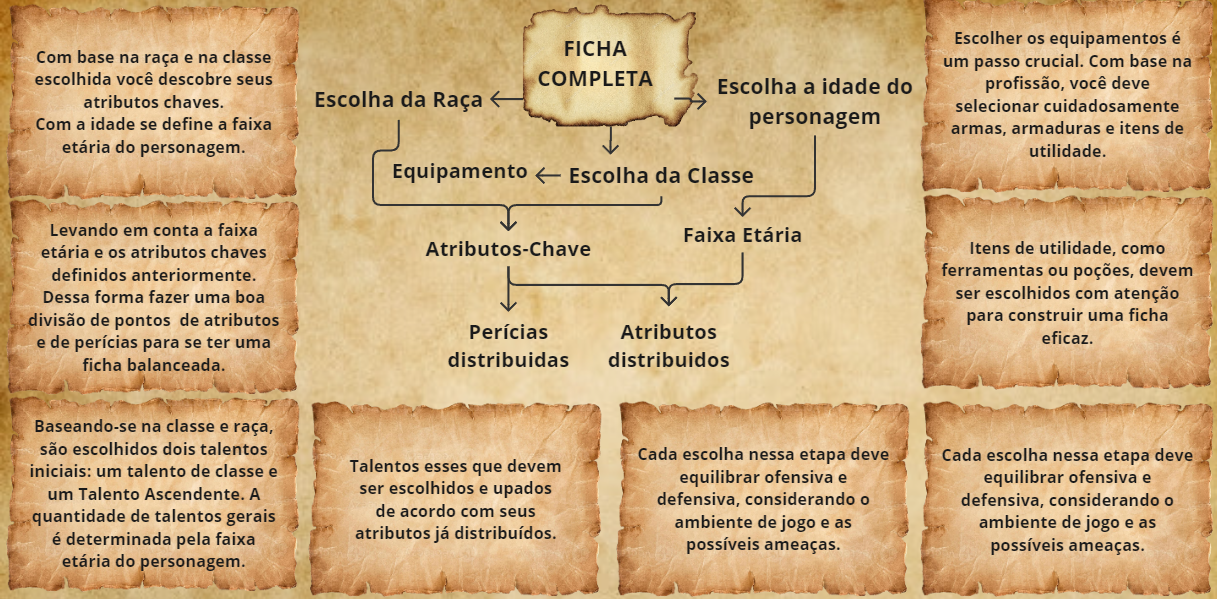 Com base na raça e na classe
escolhida você descobre seus
atributos chaves.
Com a idade se define a faixa
etária do personagem.
Levando em conta a faixa
etária e os atributos chaves
definidos anteriormente.
Dessa forma fazer uma boa
divisão de pontos  de atributos
e de perícias para se ter uma
ficha balanceada.
Baseando-se na classe e raça,
são escolhidos dois talentos
iniciais: um talento de classe e
um Talento Ascendente. A
quantidade de talentos gerais
é determinada pela faixa
etária do personagem.
FICHA
COMPLETA
Escolha da Raça
Escolha a idade do
personagem
Equipamento
Escolha da Classe
Atributos-Chave
Faixa Etária
Perícias
distribuidas
Atributos
distribuidos
Talentos esses que devem
ser escolhidos e upados
de acordo com seus
atributos já distribuídos.
Cada escolha nessa etapa deve
equilibrar ofensiva e
defensiva, considerando o
ambiente de jogo e as
possíveis ameaças.
Escolher os equipamentos é
um passo crucial. Com base na
profissão, você deve
selecionar cuidadosamente
armas, armaduras e itens de
utilidade.
Itens de utilidade, como
ferramentas ou poções, devem
ser escolhidos com atenção
para construir uma ficha
eficaz.
Cada escolha nessa etapa deve
equilibrar ofensiva e
defensiva, considerando o
ambiente de jogo e as
possíveis ameaças.